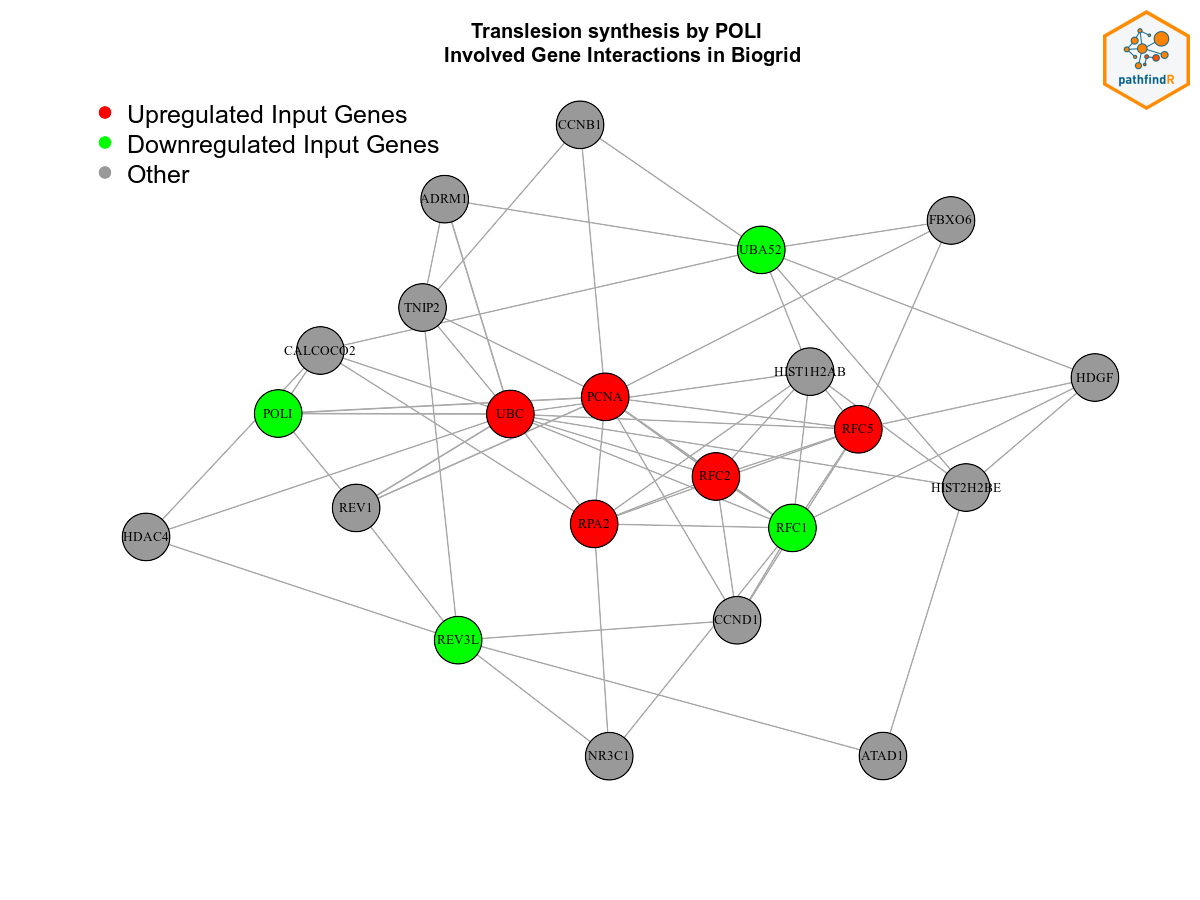 Translesion synthesis by POLI
Involved Gene Interactions in Biogrid
pathfindR
Upregulated Input Genes
Downregulated Input Genes
Other
CCNB1
ADRM1
FBXO6
UBA52
TNIP2
CALCOCO2
HIST1H2AB
HDGF
PCNA
POLI
UBC
RFC5
RFC2
HIST2H2BE
REV1
RPA2
RFC1
HDAC4
CCND1
REV3L
NR3C1
ATAD1